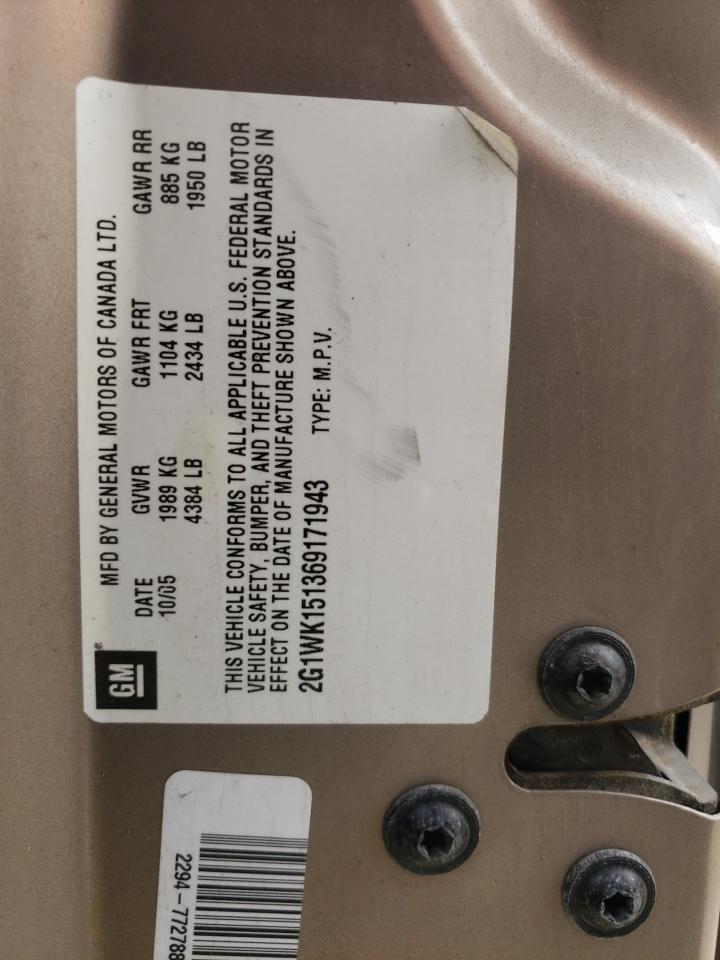 GM
MFD BY GENERAL MOTORS OF CANADA LTD.
DATE GVWR GAWR FRT GAWR RR
10/05 1989 KG 1104 KG 885 KG
4384 LB 2434 LB 1950 LB
THIS VEHICLE CONFORMS TO ALL APPLICABLE U.S. FEDERAL MOTOR
VEHICLE SAFETY, BUMPER, AND THEFT PREVENTION STANDARDS IN
EFFECT ON THE DATE OF MANUFACTURE SHOWN ABOVE.
2G1WK151369171943 TYPE: M.P.V.
2294-772788